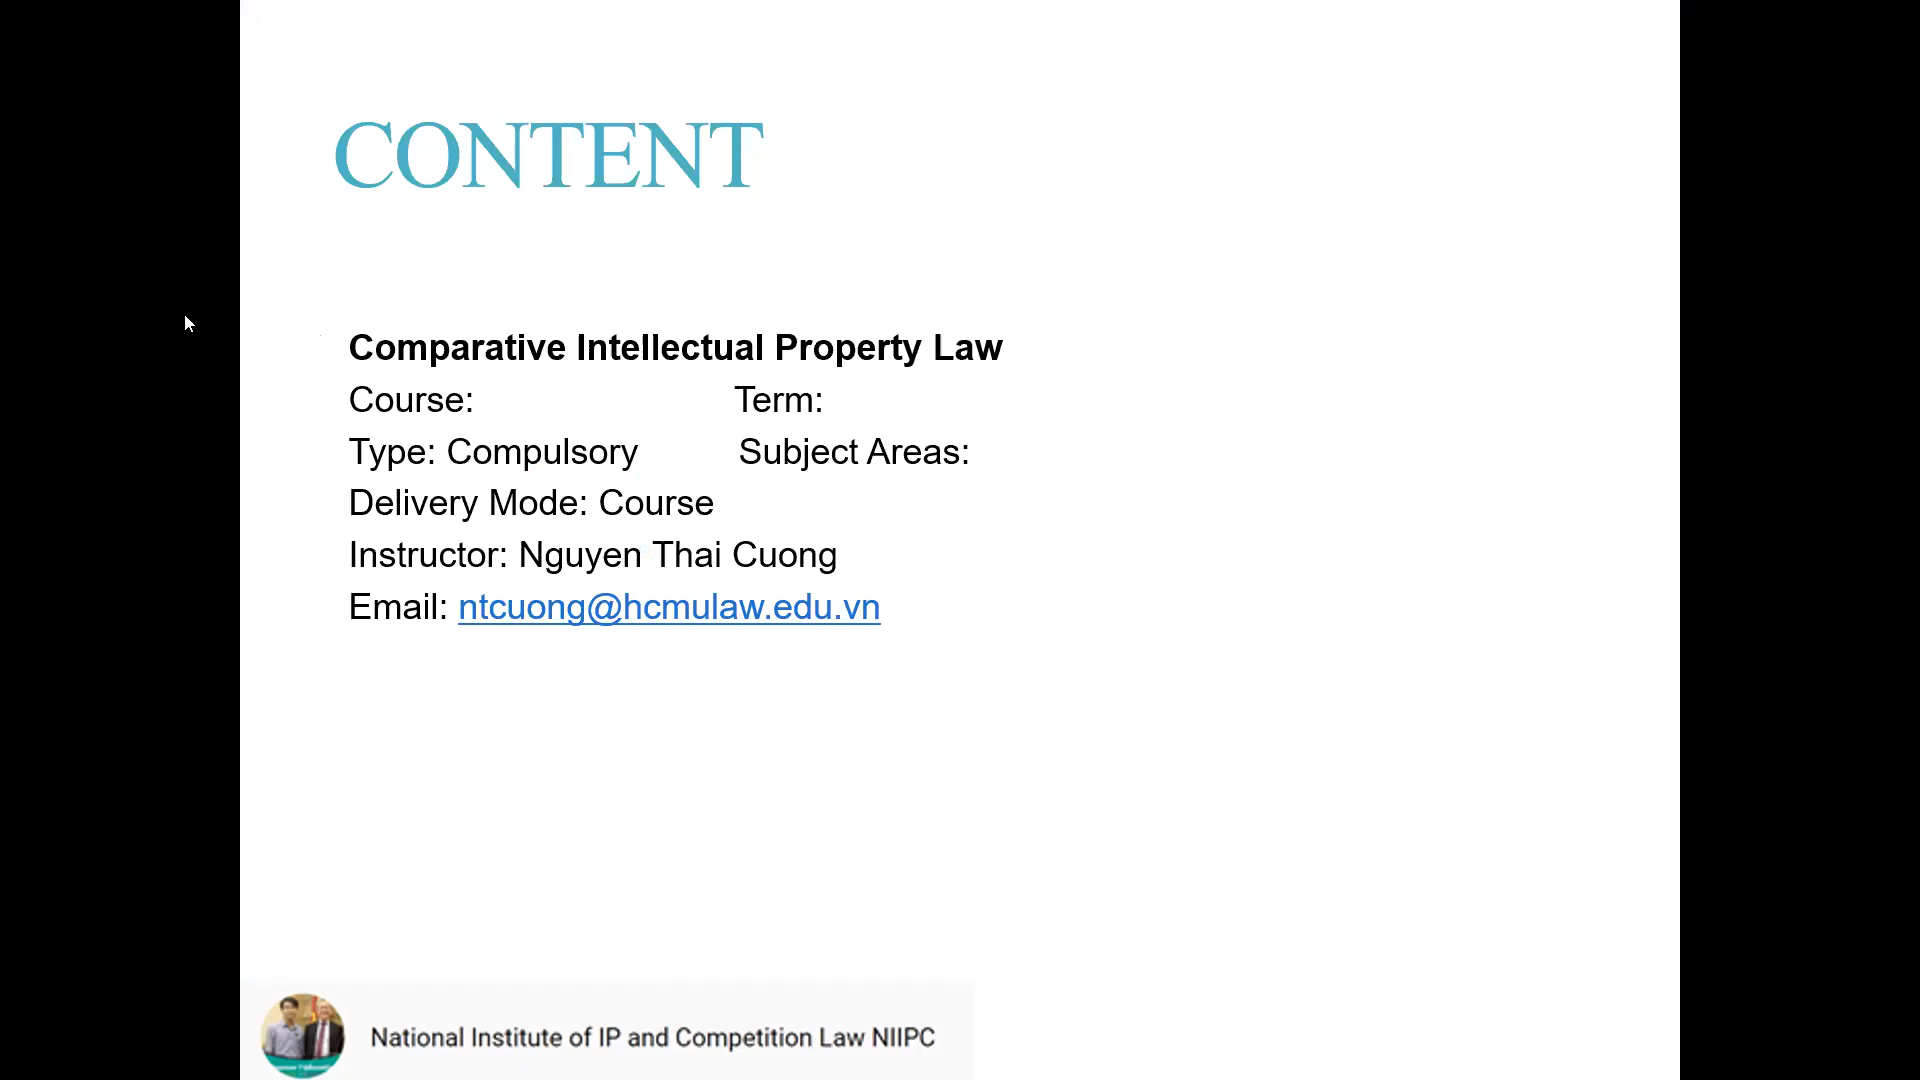 CONTENT
Comparative Intellectual Property Law
Course: Term:
Type: Compulsory Subject Areas:
Delivery Mode: Course
Instructor: Nguyen Thai Cuong
Email: ntcuong@hcmulaw.edu.vn
National Institute of IP and Competition Law NIIPC